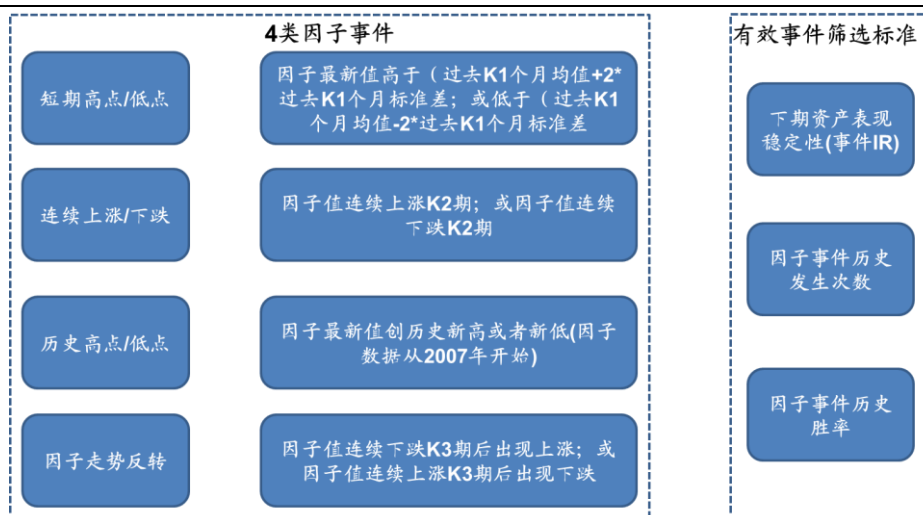 4类因子事件
短期高点/低点
因子最新值高于（过去K1个月均值+2*
过去K1个月标准差；或低于（过去K1
个月均值-2*过去K1个月标准差
连续上涨/下跌
因子值连续上涨K2期；或因子值连续
下跌K2期
历史高点/低点
因子最新值创历史新高或者新低(因子
数据从2007年开始)
因子走势反转
因子值连续下跌K3期后出现上涨；或
因子值连续上涨K3期后出现下跌
有效事件筛选标准
下期资产表现
稳定性(事件IR)
因子事件历史
发生次数
因子事件历史
胜率